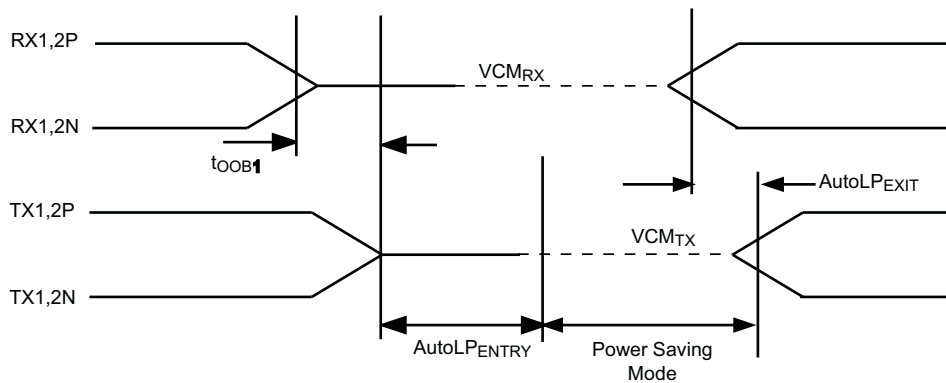 RX1,2P
VCMRX
RX1,2N
tOOB1
AutoLPEXIT
TX1,2P
VCMTX
TX1,2N
AutoLPENTRY
Power Saving
Mode